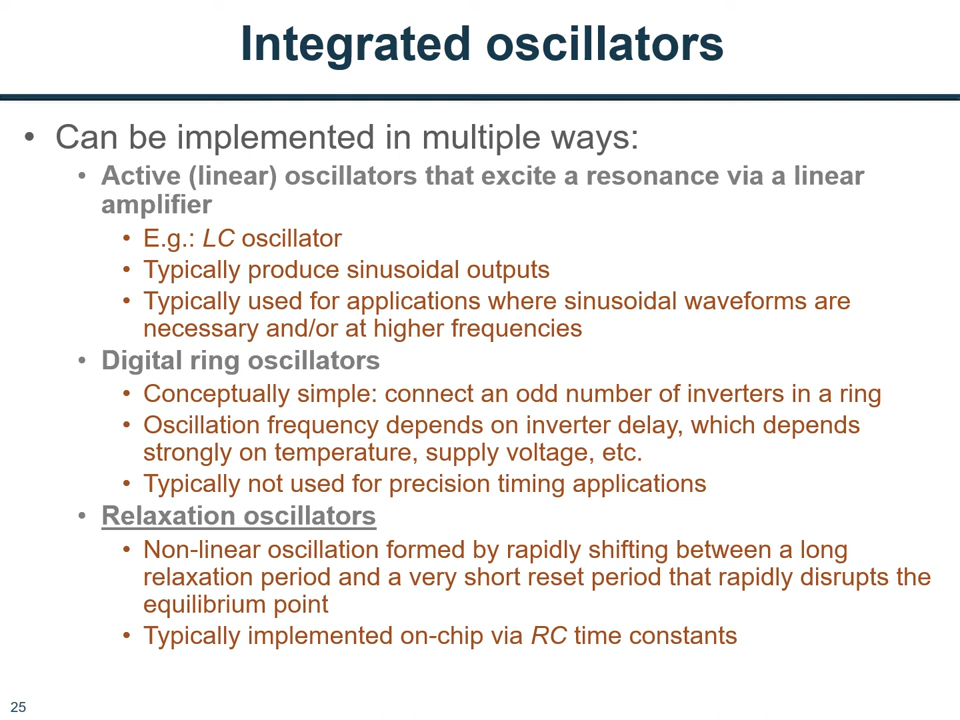 Integrated oscillators
• Can be implemented in multiple ways:
• Active (linear) oscillators that excite a resonance via a linear
amplifier
• E.g.: LC oscillator
• Typically produce sinusoidal outputs
• Typically used for applications where sinusoidal waveforms are
necessary and/or at higher frequencies
• Digital ring oscillators
• Conceptually simple: connect an odd number of inverters in a ring
• Oscillation frequency depends on inverter delay, which depends
strongly on temperature, supply voltage, etc.
• Typically not used for precision timing applications
• Relaxation oscillators
• Non-linear oscillation formed by rapidly shifting between a long
relaxation period and a very short reset period that rapidly disrupts the
equilibrium point
• Typically implemented on-chip via RC time constants
25